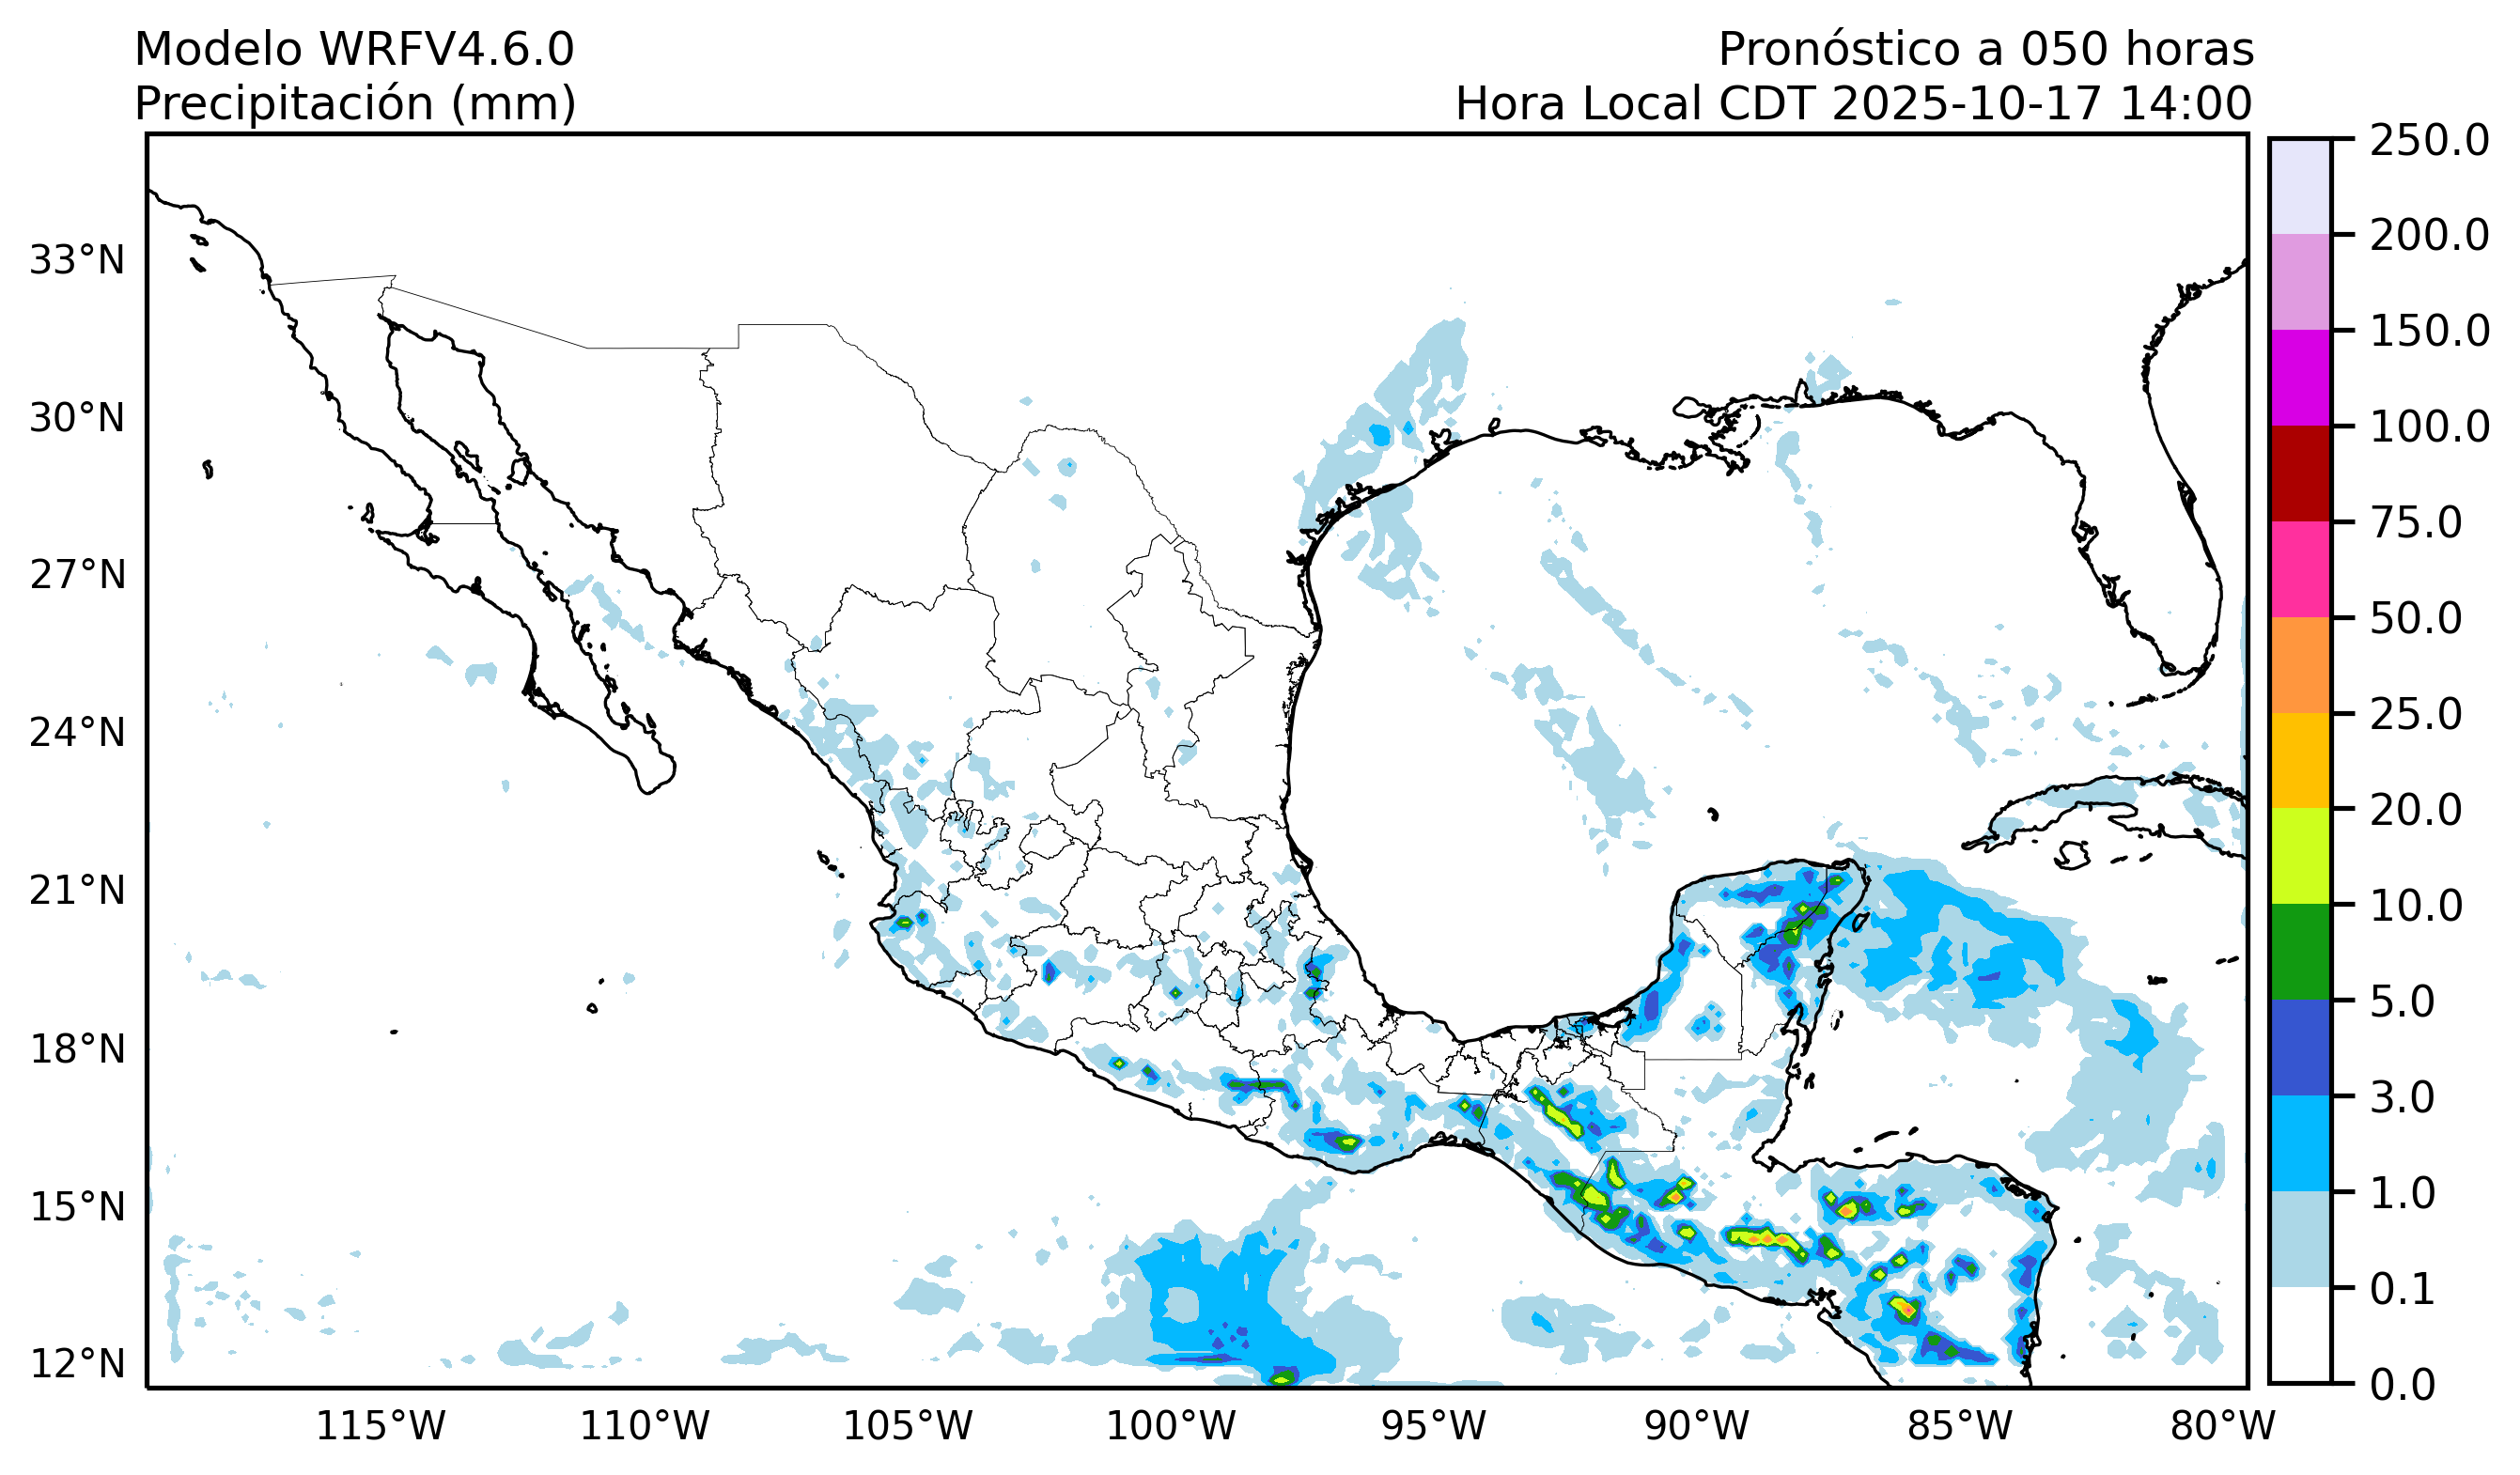 Modelo WRFV4.6.0
Precipitación (mm)
Pronóstico a 050 horas
Hora Local CDT 2025-10-17 14:00
33°N
30°N
27°N
24°N
21°N
18°N
15°N
12°N
115°W
110°W
105°W
100°W
95°W
90°W
85°W
80°W
250.0
200.0
150.0
100.0
75.0
50.0
25.0
20.0
10.0
5.0
3.0
1.0
0.1
0.0